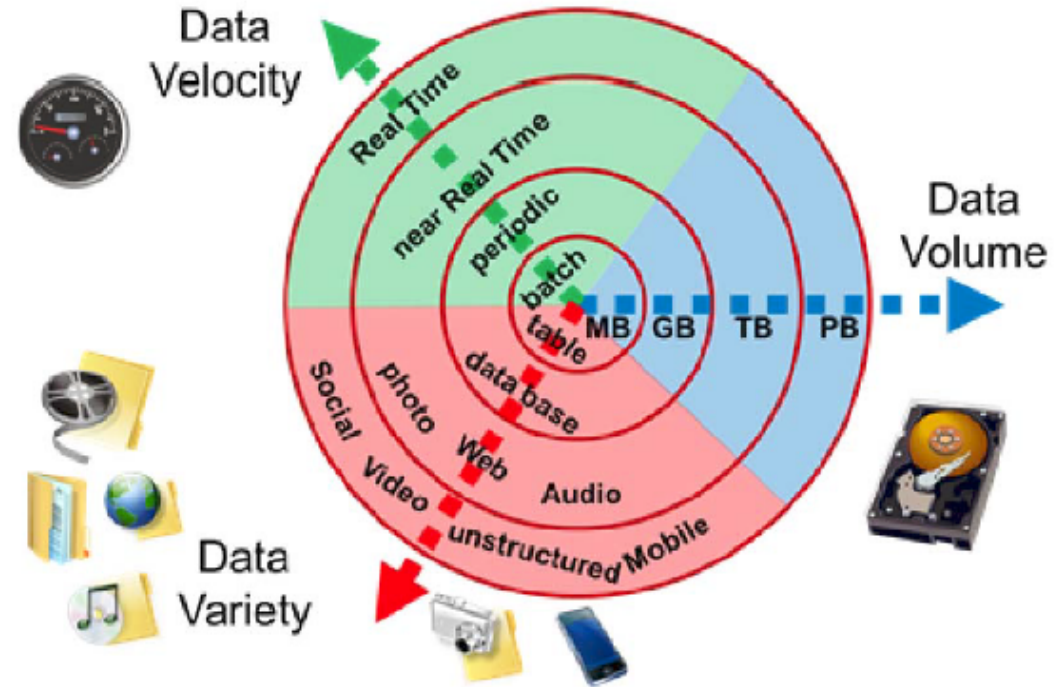 Data
Velocity
Real Time
near Real Time
periodic
batch
Data
Volume
MB GB TB PB
table
data base
photo Web Audio
Social Video unstructured Mobile
Data
Variety